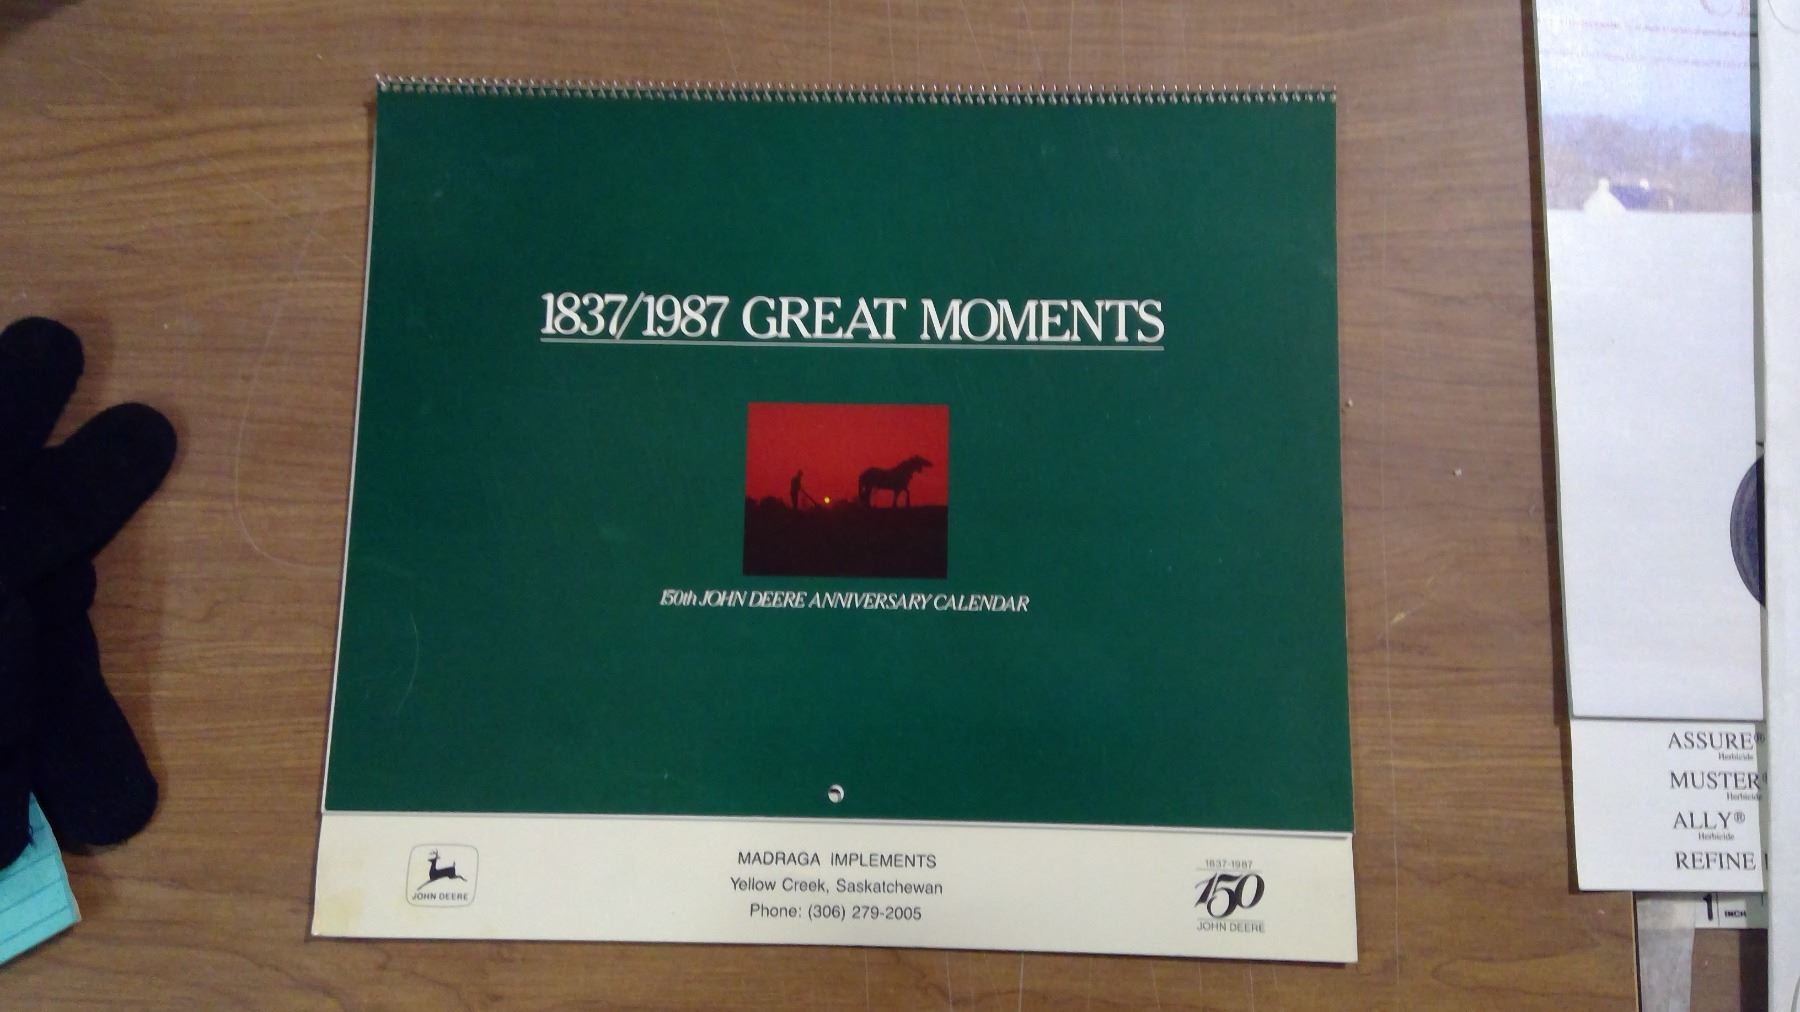 1837/1987 GREAT MOMENTS
150th JOHN DEERE ANNIVERSARY CALENDAR
JOHN DEERE
MADRAGA IMPLEMENTS
Yellow Creek, Saskatchewan
Phone: (306) 279-2005
1837-1987
150
JOHN DEERE
ASSURE®
Herbicide
MUSTER®
Herbicide
ALLY®
Herbicide
REFINE
1 INCH